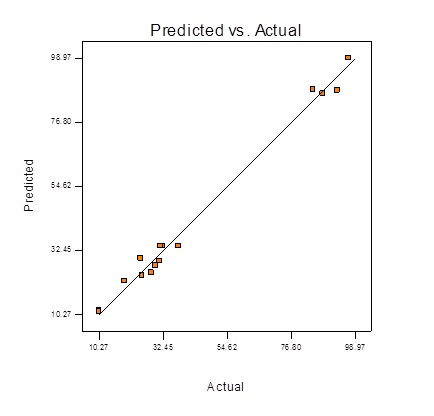 Predicted vs. Actual
Predicted
98.97
76.80
54.62
32.45
10.27
10.27 32.45 54.62 76.80 98.97
Actual